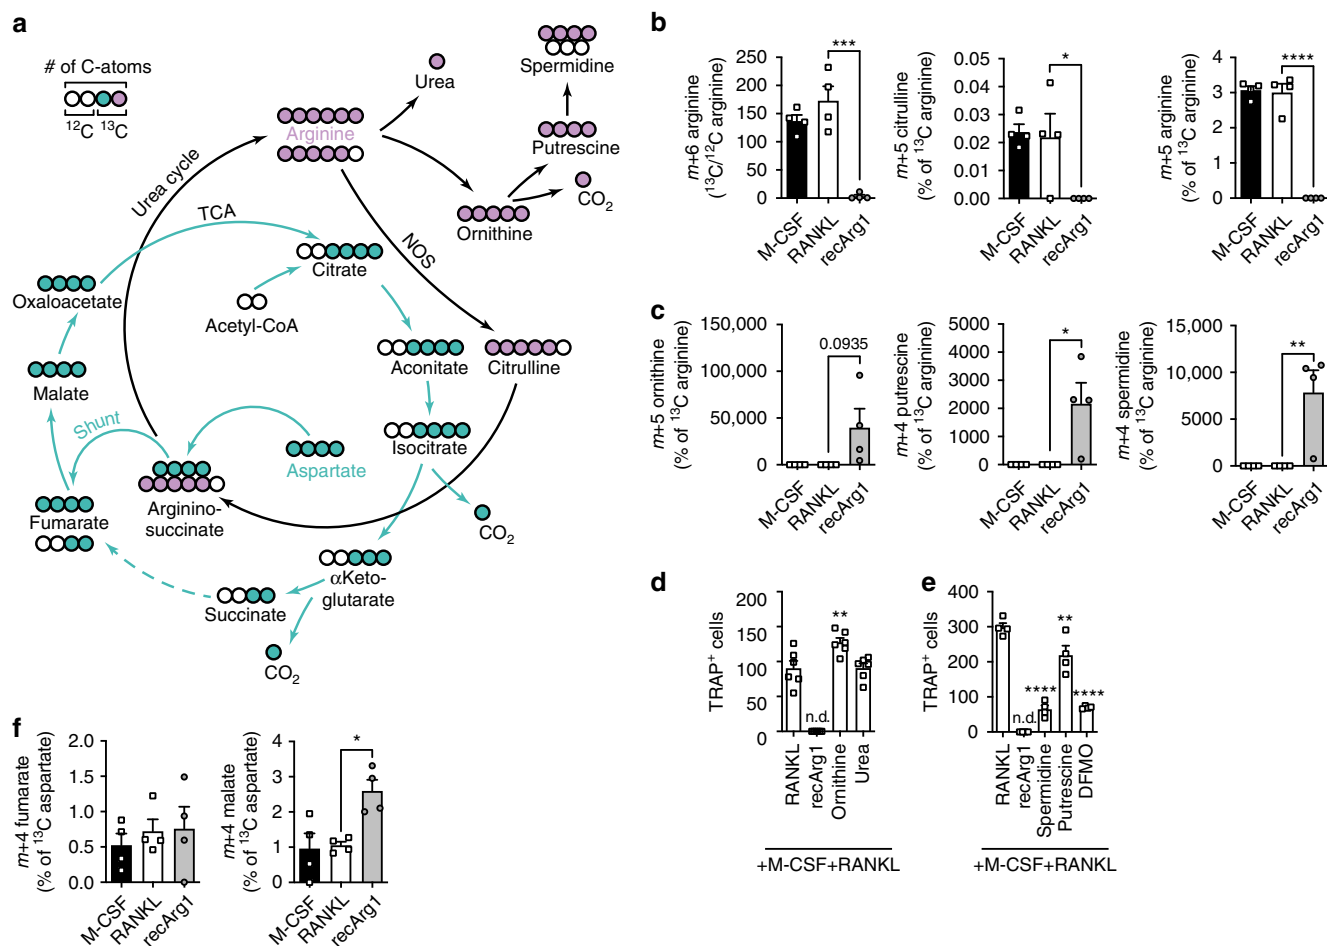 a
# of C-atoms
¹²C ¹³C
Arginine
Urea
Spermidine
Putrescine
CO₂
Ornithine
Urea cycle
TCA
NOS
Citrate
Oxaloacetate
Acetyl-CoA
Aconitate
Citrulline
Malate
Shunt
Isocitrate
Aspartate
Arginino-
succinate
Fumarate
CO₂
αKeto-
glutarate
Succinate
CO₂
b
m+6 arginine
(¹³C/¹²C arginine)
250
200
150
100
50
0
***
M-CSF
RANKL
recArg1
m+5 citrulline
(% of ¹³C arginine)
0.05
0.04
0.03
0.02
0.01
0.00
*
M-CSF
RANKL
recArg1
m+5 arginine
(% of ¹³C arginine)
4
3
2
1
0
****
M-CSF
RANKL
recArg1
c
m+5 ornithine
(% of ¹³C arginine)
150,000
100,000
50,000
0
0.0935
M-CSF
RANKL
recArg1
m+4 putrescine
(% of ¹³C arginine)
5000
4000
3000
2000
1000
0
*
M-CSF
RANKL
recArg1
m+4 spermidine
(% of ¹³C arginine)
15,000
10,000
5000
0
**
M-CSF
RANKL
recArg1
d
TRAP⁺ cells
200
150
100
50
0
n.d.
**
RANKL
recArg1
Ornithine
Urea
+M-CSF+RANKL
e
TRAP⁺ cells
400
300
200
100
0
n.d.
****
**
****
RANKL
recArg1
Spermidine
Putrescine
DFMO
+M-CSF+RANKL
f
m+4 fumarate
(% of ¹³C aspartate)
2.0
1.5
1.0
0.5
0.0
M-CSF
RANKL
recArg1
m+4 malate
(% of ¹³C aspartate)
4
3
2
1
0
*
M-CSF
RANKL
recArg1